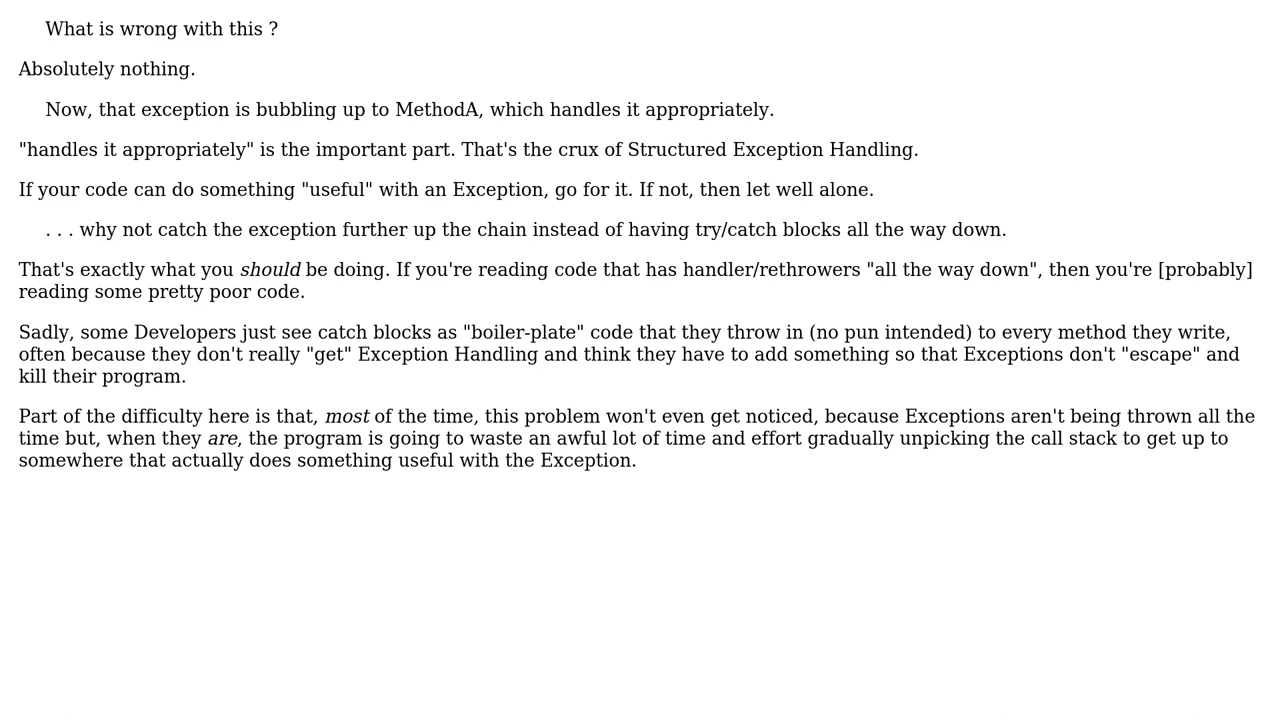 What is wrong with this ?
Absolutely nothing.
Now, that exception is bubbling up to MethodA, which handles it appropriately.
"handles it appropriately" is the important part. That's the crux of Structured Exception Handling.
If your code can do something "useful" with an Exception, go for it. If not, then let well alone.
. . . why not catch the exception further up the chain instead of having try/catch blocks all the way down.
That's exactly what you should be doing. If you're reading code that has handler/rethrowers "all the way down", then you're [probably]
reading some pretty poor code.
Sadly, some Developers just see catch blocks as "boiler-plate" code that they throw in (no pun intended) to every method they write,
often because they don't really "get" Exception Handling and think they have to add something so that Exceptions don't "escape" and
kill their program.
Part of the difficulty here is that, most of the time, this problem won't even get noticed, because Exceptions aren't being thrown all the
time but, when they are, the program is going to waste an awful lot of time and effort gradually unpicking the call stack to get up to
somewhere that actually does something useful with the Exception.